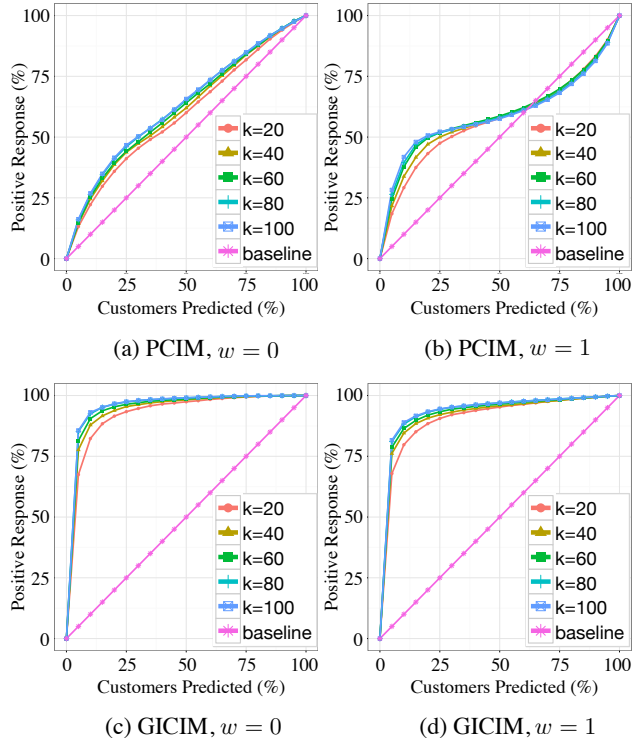 100
75
50
25
0
Positive Response (%)
k=20
k=40
k=60
k=80
k=100
baseline
0 25 50 75 100
Customers Predicted (%)
(a) PCIM, w = 0
100
75
50
25
0
Positive Response (%)
k=20
k=40
k=60
k=80
k=100
baseline
0 25 50 75 100
Customers Predicted (%)
(b) PCIM, w = 1
100
75
50
25
0
Positive Response (%)
k=20
k=40
k=60
k=80
k=100
baseline
0 25 50 75 100
Customers Predicted (%)
(c) GICIM, w = 0
100
75
50
25
0
Positive Response (%)
k=20
k=40
k=60
k=80
k=100
baseline
0 25 50 75 100
Customers Predicted (%)
(d) GICIM, w = 1